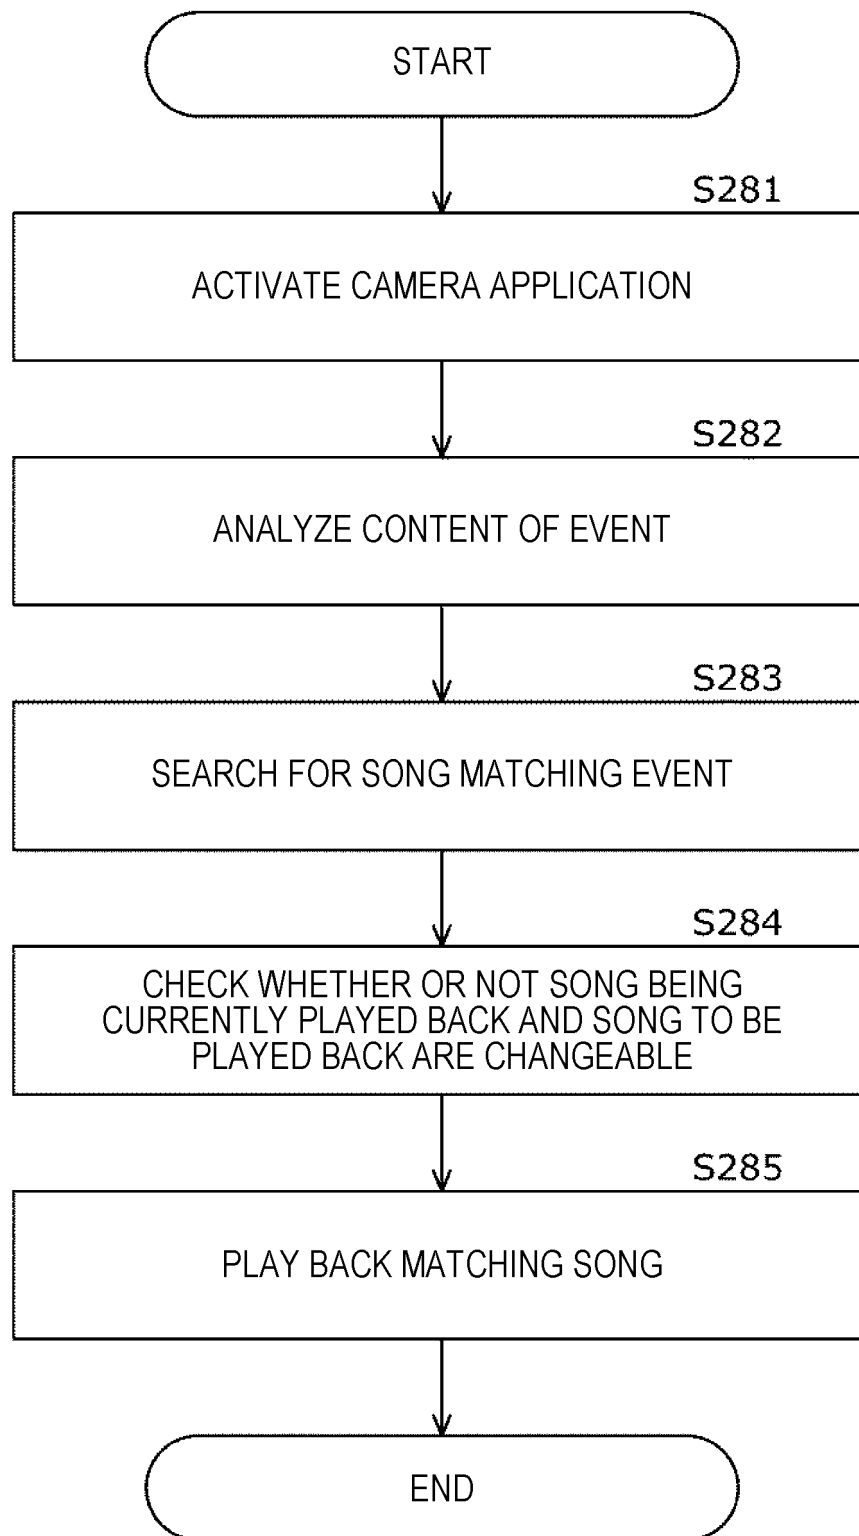 START
S281
ACTIVATE CAMERA APPLICATION
S282
ANALYZE CONTENT OF EVENT
S283
SEARCH FOR SONG MATCHING EVENT
S284
CHECK WHETHER OR NOT SONG BEING
CURRENTLY PLAYED BACK AND SONG TO BE
PLAYED BACK ARE CHANGEABLE
S285
PLAY BACK MATCHING SONG
END